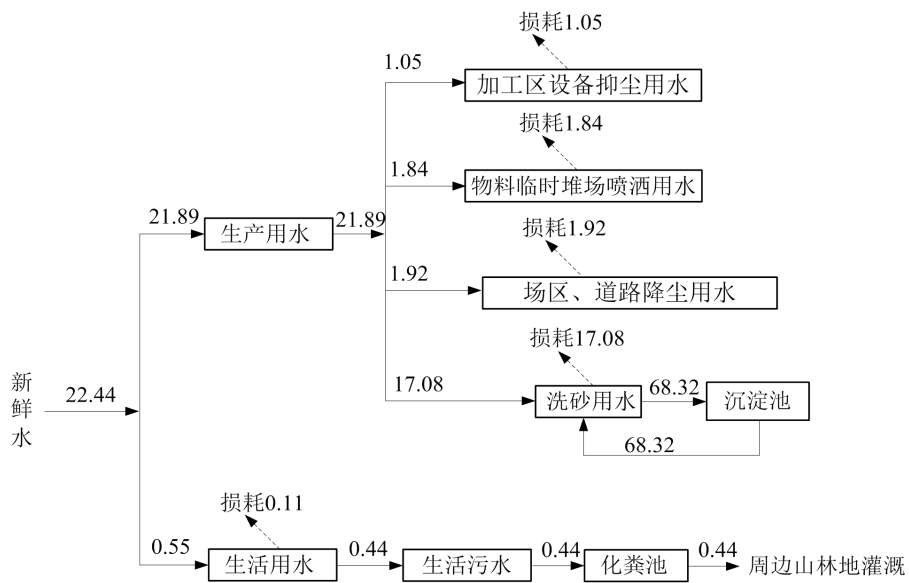 损耗1.05
1.05
加工区设备抑尘用水
损耗1.84
1.84
物料临时堆场喷洒用水
21.89
生产用水
21.89
损耗1.92
1.92
场区、道路降尘用水
损耗17.08
17.08
洗砂用水
68.32
沉淀池
68.32
新鲜水
22.44
损耗0.11
0.55
生活用水
0.44
生活污水
0.44
化粪池
0.44
周边山林地灌溉